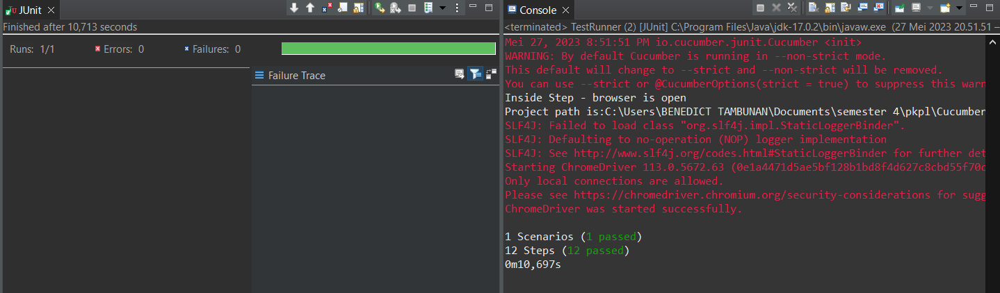 JUnit
Finished after 10,713 seconds
Runs: 1/1 Errors: 0 Failures: 0
Failure Trace
Console
<terminated> TestRunner (2) [JUnit] C:\Program Files\Java\jdk-17.0.2\bin\javaw.exe (27 Mei 2023 20.51.51 –
Mei 27, 2023 8:51:51 PM io.cucumber.junit.Cucumber <init>
WARNING: By default Cucumber is running in --non-strict mode.
This default will change to --strict and --non-strict will be removed.
You can use --strict or @CucumberOptions(strict = true) to suppress this warn
Inside Step - browser is open
Project path is:C:\Users\BENEDICT TAMBUNAN\Documents\semester 4\pkpl\Cucumber
SLF4J: Failed to load class "org.slf4j.impl.StaticLoggerBinder".
SLF4J: Defaulting to no-operation (NOP) logger implementation
SLF4J: See http://www.slf4j.org/codes.html#StaticLoggerBinder for further det
Starting ChromeDriver 113.0.5672.63 (0e1a4471d5ae5bf128b1bd8f4d627c8cbd55f70c
Only local connections are allowed.
Please see https://chromedriver.chromium.org/security-considerations for sugg
ChromeDriver was started successfully.
1 Scenarios (1 passed)
12 Steps (12 passed)
0m10,697s